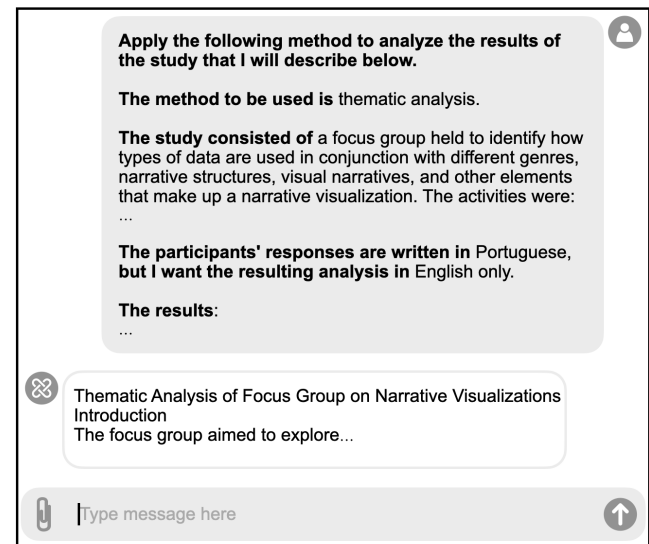 Apply the following method to analyze the results of
the study that I will describe below.
The method to be used is thematic analysis.
The study consisted of a focus group held to identify how
types of data are used in conjunction with different genres,
narrative structures, visual narratives, and other elements
that make up a narrative visualization. The activities were:
...
The participants' responses are written in Portuguese,
but I want the resulting analysis in English only.
The results:
...
Thematic Analysis of Focus Group on Narrative Visualizations
Introduction
The focus group aimed to explore...
Type message here